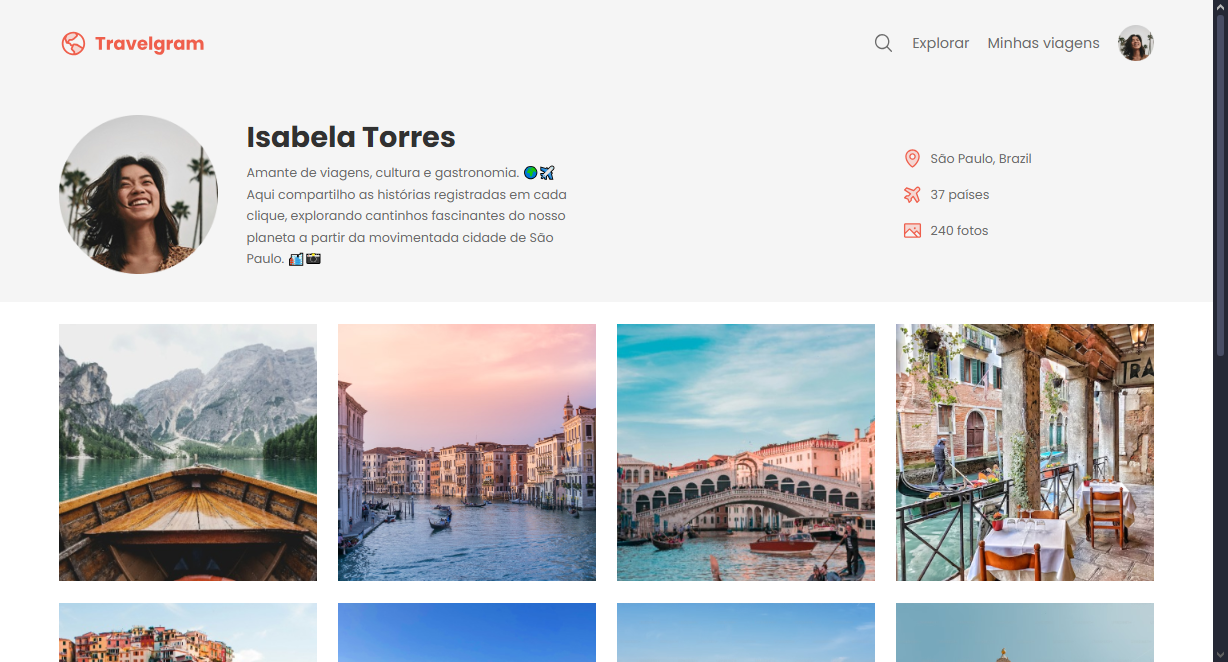 Travelgram
Explorar
Minhas viagens
Isabela Torres
Amante de viagens, cultura e gastronomia. 🌍✈️
Aqui compartilho as histórias registradas em cada
clique, explorando cantinhos fascinantes do nosso
planeta a partir da movimentada cidade de São
Paulo. 🏙️📷
São Paulo, Brazil
37 países
240 fotos
TRA